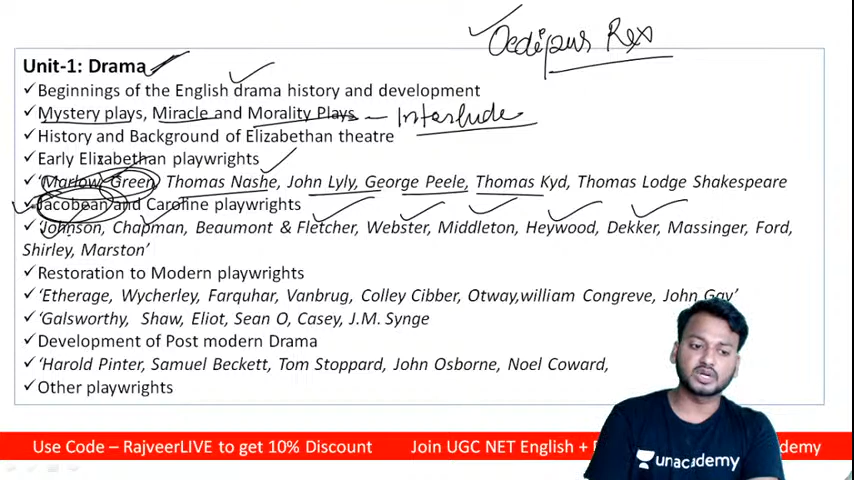 Oedipus Rex
Unit-1: Drama
✓Beginnings of the English drama history and development
✓Mystery plays, Miracle and Morality Plays — Interlude
✓History and Background of Elizabethan theatre
✓Early Elizabethan playwrights
✓‘Marlow Green, Thomas Nashe, John Lyly, George Peele, Thomas Kyd, Thomas Lodge Shakespeare
✓Jacobean and Caroline playwrights
✓‘Johnson, Chapman, Beaumont & Fletcher, Webster, Middleton, Heywood, Dekker, Massinger, Ford,
Shirley, Marston’
✓Restoration to Modern playwrights
✓‘Etherage, Wycherley, Farquhar, Vanbrug, Colley Cibber, Otway,william Congreve, John Gay’
✓‘Galsworthy, Shaw, Eliot, Sean O, Casey, J.M. Synge
✓Development of Post modern Drama
✓‘Harold Pinter, Samuel Beckett, Tom Stoppard, John Osborne, Noel Coward,
✓Other playwrights
Use Code – RajveerLIVE to get 10% Discount Join UGC NET English +
unacademy